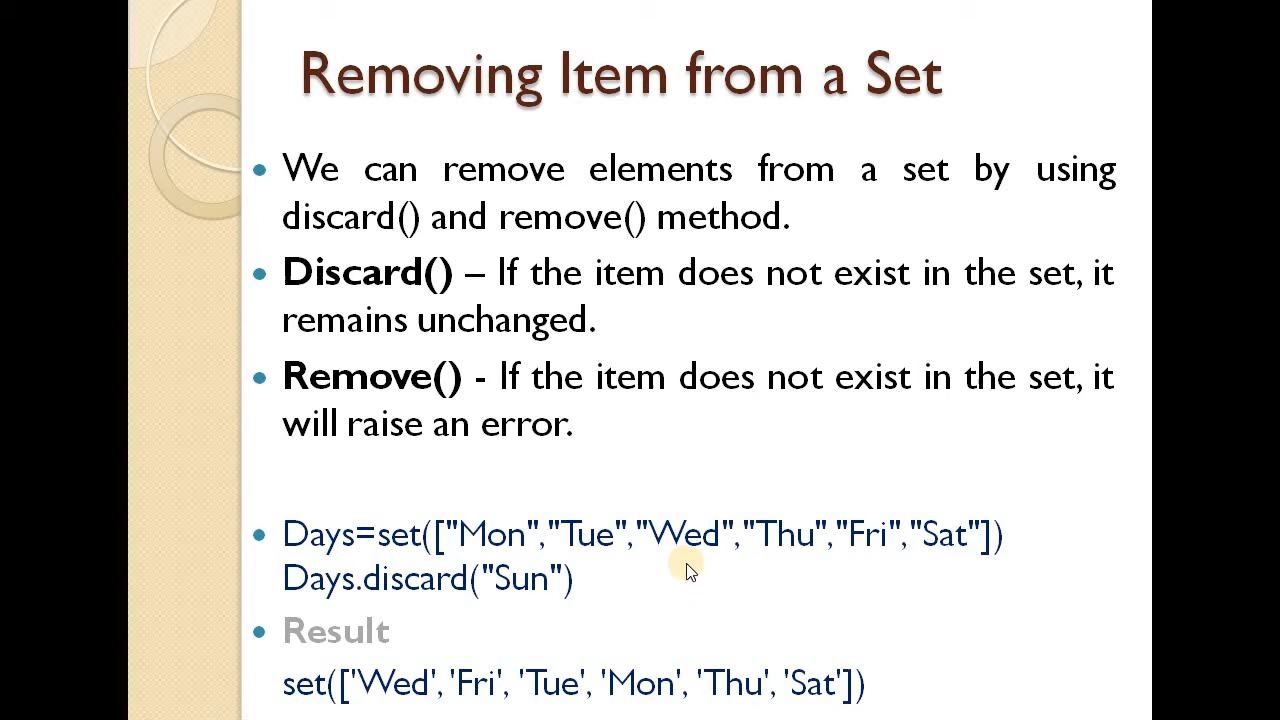 Removing Item from a Set
• We can remove elements from a set by using
discard() and remove() method.
• Discard() – If the item does not exist in the set, it
remains unchanged.
• Remove() - If the item does not exist in the set, it
will raise an error.
• Days=set(["Mon","Tue","Wed","Thu","Fri","Sat"])
Days.discard("Sun")
• Result
set(['Wed', 'Fri', 'Tue', 'Mon', 'Thu', 'Sat'])